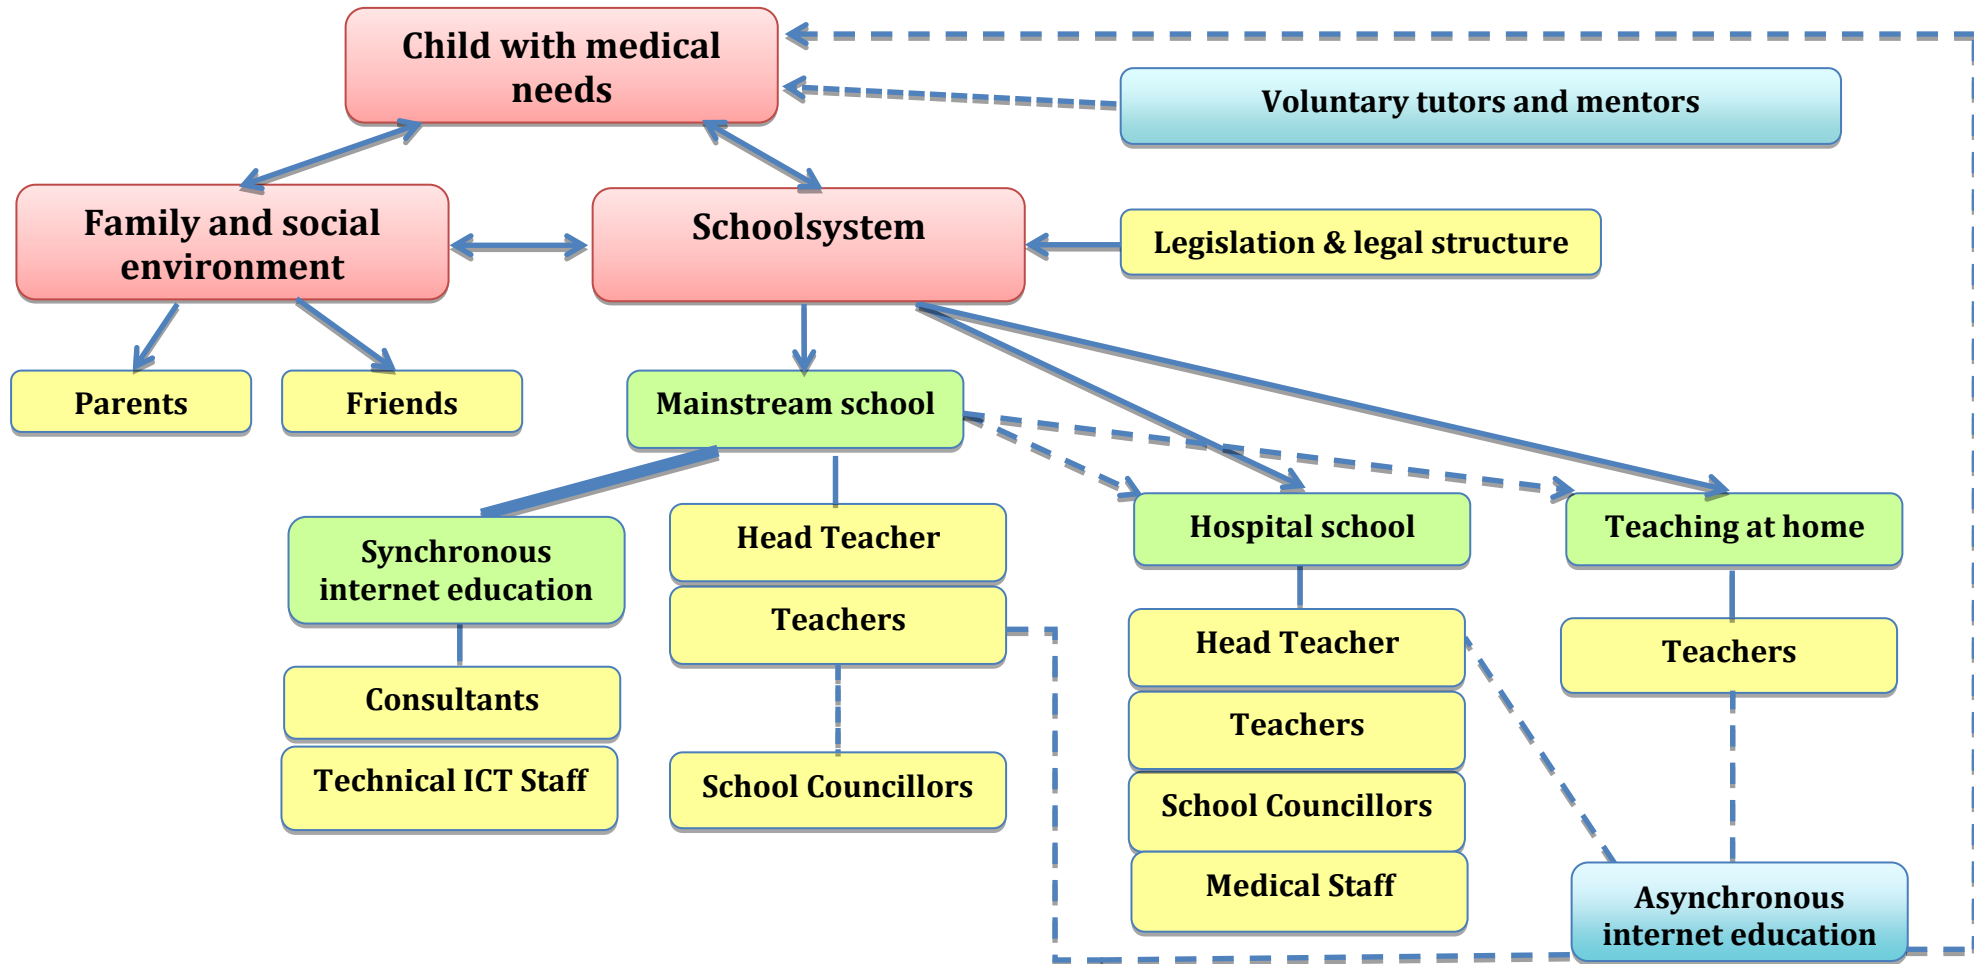 Child with medical
needs
Voluntary tutors and mentors
Family and social
environment
Schoolsystem
Legislation & legal structure
Parents
Friends
Mainstream school
Synchronous
internet education
Head Teacher
Teachers
Hospital school
Teaching at home
Consultants
Technical ICT Staff
School Councillors
Head Teacher
Teachers
School Councillors
Medical Staff
Teachers
Asynchronous
internet education